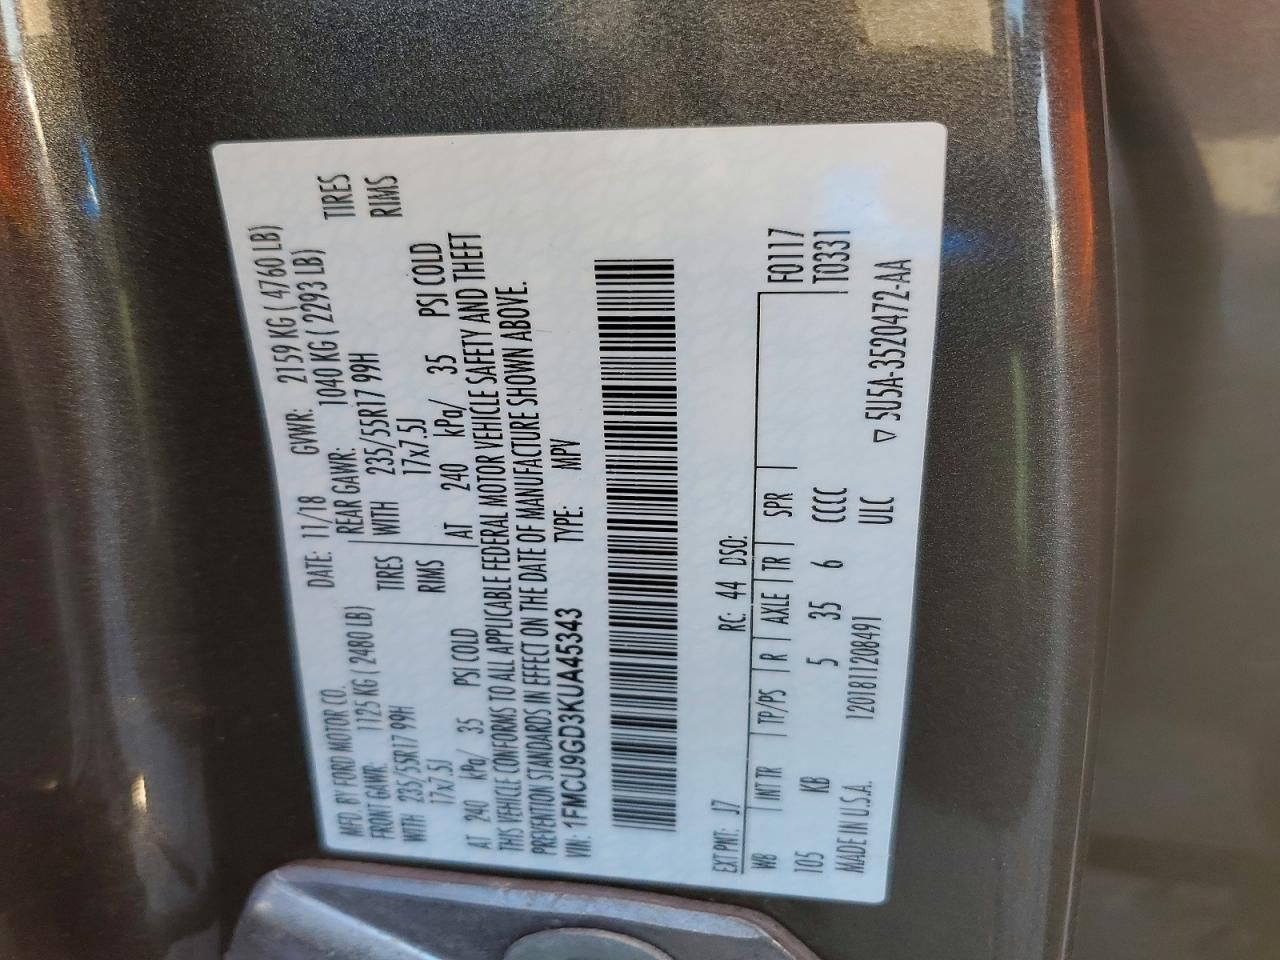 MFD. BY FORD MOTOR CO.
DATE: 11/18 GVWR: 2159 KG ( 4760 LB)
FRONT GAWR: 1125 KG ( 2480 LB) REAR GAWR: 1040 KG ( 2293 LB)
WITH 235/55R17 99H TIRES WITH 235/55R17 99H TIRES
17x7.5J RIMS 17x7.5J RIMS
AT 240 kPa/ 35 PSI COLD AT 240 kPa/ 35 PSI COLD
THIS VEHICLE CONFORMS TO ALL APPLICABLE FEDERAL MOTOR VEHICLE SAFETY AND THEFT
PREVENTION STANDARDS IN EFFECT ON THE DATE OF MANUFACTURE SHOWN ABOVE.
VIN: 1FMCU9GD3KUA45343 TYPE: MPV
EXT PNT: J7 RC: 44 DSO: F0117
WB INT TR TP/PS R AXLE TR SPR T0331
105 KB 5 35 6 CCCC
MADE IN U.S.A. 1201811208491 ULC ▽ 5U5A-3520472-AA